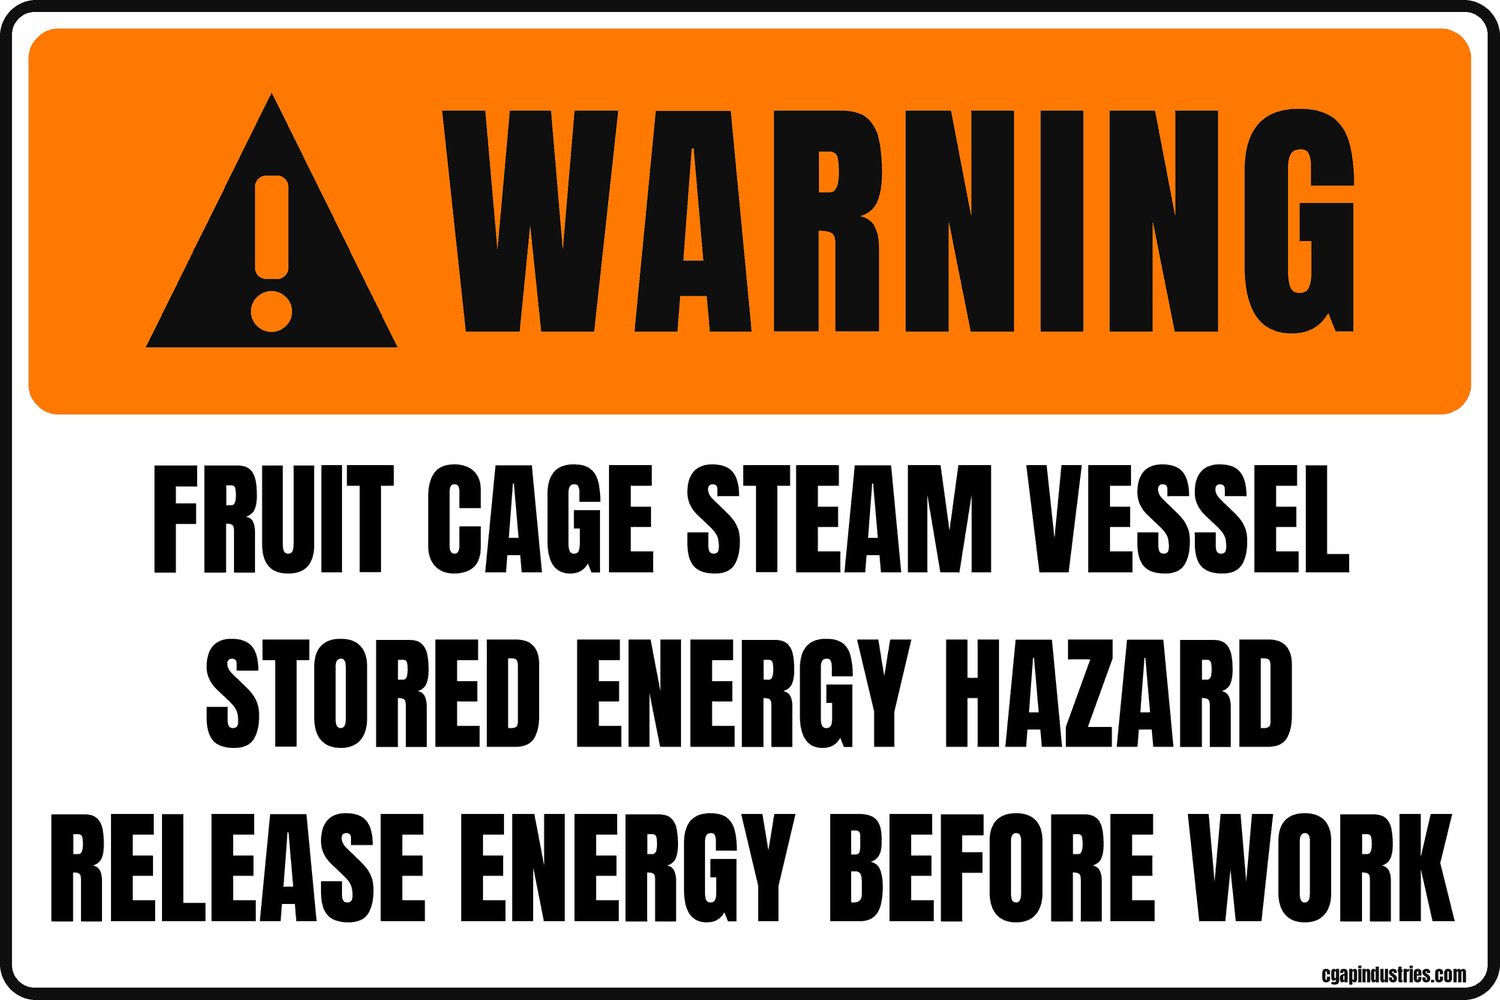 WARNING
FRUIT CAGE STEAM VESSEL
STORED ENERGY HAZARD
RELEASE ENERGY BEFORE WORK
cgapindustries.com